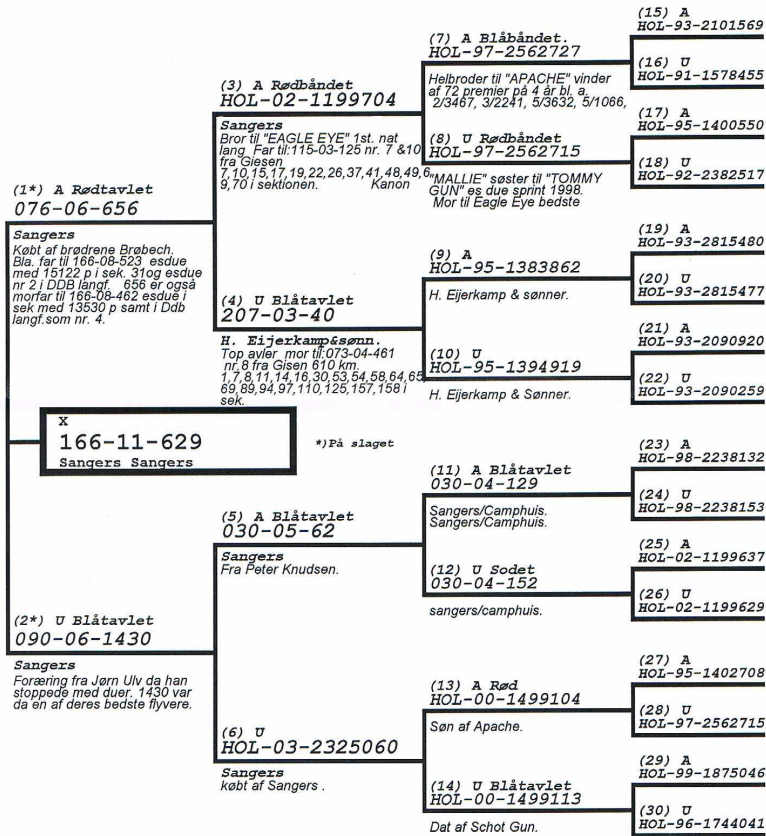 (1*) A Rødtavlet
076-06-656
Sangers
Købt af brødrene Brøbech.
Bla. far til 166-08-523 esdue
med 15122 p i sek. 31og esdue
nr 2 i DDB langf. 656 er også
morfar til 166-08-462 esdue i
sek med 13530 p samt i Ddb
langf.som nr. 4.
X
166-11-629
Sangers Sangers
*)På slaget
(2*) U Blåtavlet
090-06-1430
Sangers
Foræring fra Jørn Ulv da han
stoppede med duer. 1430 var
da en af deres bedste flyvere.
(3) A Rødbåndet
HOL-02-1199704
Sangers
Bror til "EAGLE EYE" 1st. nat
lang Far til:115-03-125 nr. 7 &10
fra Giesen
7,10,15,17,19,22,26,37,41,48,49,6
9,70 i sektionen. Kanon
(4) U Blåtavlet
207-03-40
H. Eijerkamp&sønn.
Top avler mor til:073-04-461
nr.8 fra Gisen 610 km.
1,7,8,11,14,16,30,53,54,58,64,65,
69,89,94,97,110,125,157,158 i
sek.
(5) A Blåtavlet
030-05-62
Sangers
Fra Peter Knudsen.
(6) U
HOL-03-2325060
Sangers
købt af Sangers .
(7) A Blåbåndet.
HOL-97-2562727
Helbroder til "APACHE" vinder
af 72 premier på 4 år bl. a.
2/3467, 3/2241, 5/3632, 5/1066,
(8) U Rødbåndet
HOL-97-2562715
"MALLIE" søster til "TOMMY
GUN" es due sprint 1998.
Mor til Eagle Eye bedste
(9) A
HOL-95-1383862
H. Eijerkamp & sønner.
(10) U
HOL-95-1394919
H. Eijerkamp & Sønner.
(11) A Blåtavlet
030-04-129
Sangers/Camphuis.
Sangers/Camphuis.
(12) U Sodet
030-04-152
sangers/camphuis.
(13) A Rød
HOL-00-1499104
Søn af Apache.
(14) U Blåtavlet
HOL-00-1499113
Dat af Schot Gun.
(15) A
HOL-93-2101569
(16) U
HOL-91-1578455
(17) A
HOL-95-1400550
(18) U
HOL-92-2382517
(19) A
HOL-93-2815480
(20) U
HOL-93-2815477
(21) A
HOL-93-2090920
(22) U
HOL-93-2090259
(23) A
HOL-98-2238132
(24) U
HOL-98-2238153
(25) A
HOL-02-1199637
(26) U
HOL-02-1199629
(27) A
HOL-95-1402708
(28) U
HOL-97-2562715
(29) A
HOL-99-1875046
(30) U
HOL-96-1744041